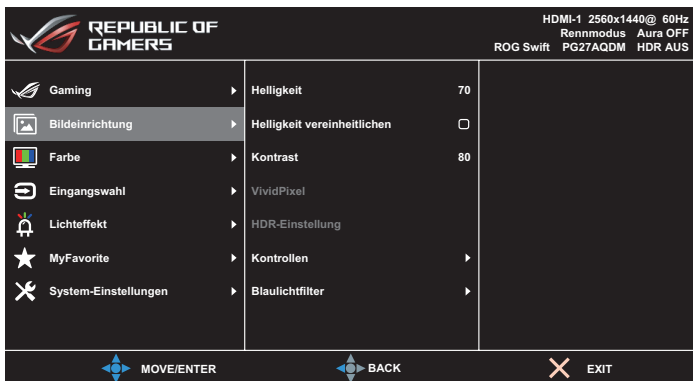 REPUBLIC OF
GAMERS
HDMI-1 2560x1440@ 60Hz
Rennmodus Aura OFF
ROG Swift PG27AQDM HDR AUS
Gaming
Bildeinrichtung
Farbe
Eingangswahl
Lichteffekt
MyFavorite
System-Einstellungen
Helligkeit 70
Helligkeit vereinheitlichen
Kontrast 80
VividPixel
HDR-Einstellung
Kontrollen
Blaulichtfilter
MOVE/ENTER
BACK
EXIT